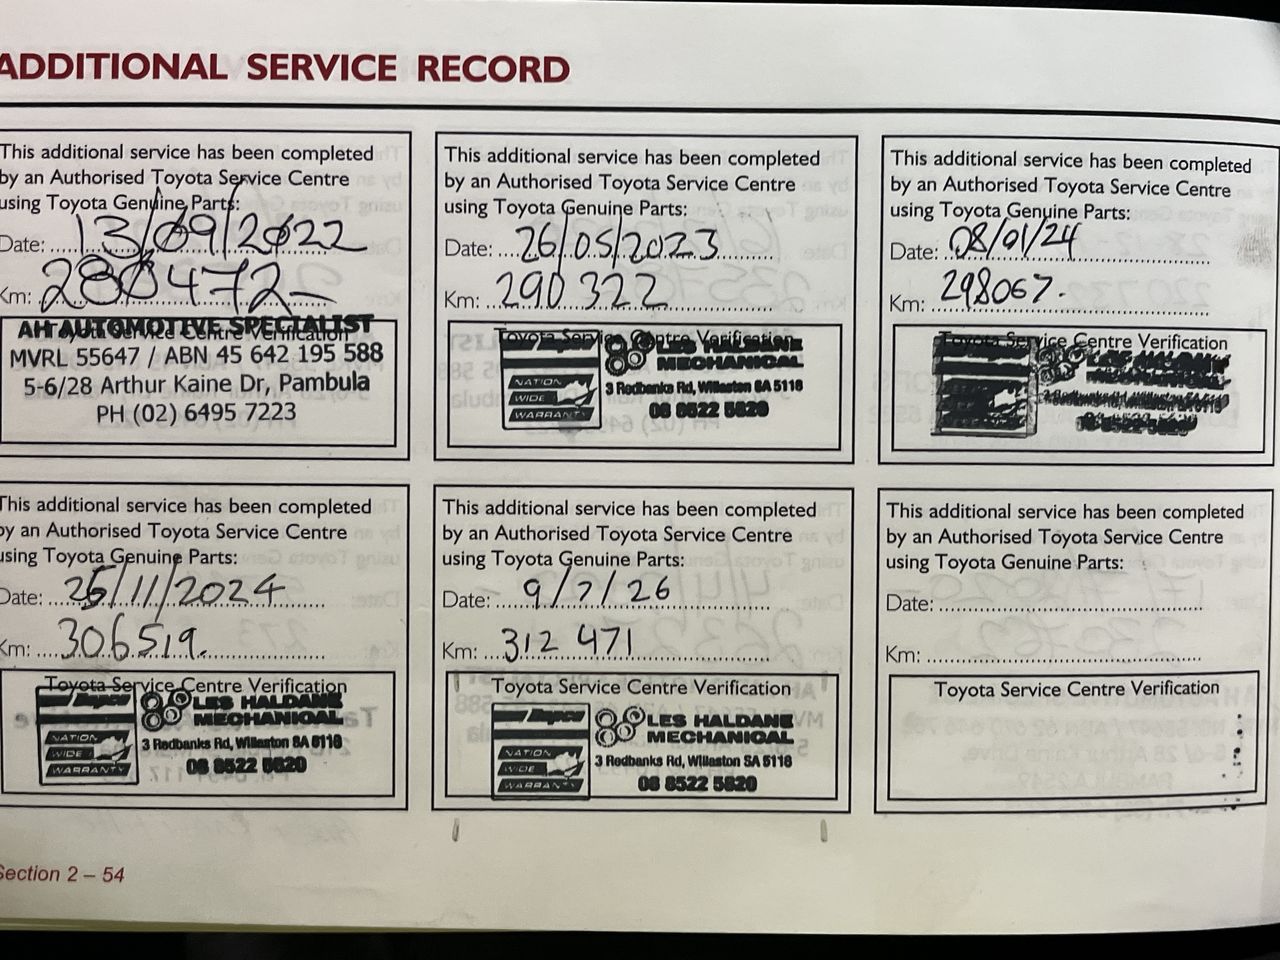 ADDITIONAL SERVICE RECORD
This additional service has been completed
by an Authorised Toyota Service Centre
using Toyota Genuine Parts:
Date: 13/09/2022
Km: 280472
Toyota Service Centre Verification
AH AUTOMOTIVE SPECIALIST
MVRL 55647 / ABN 45 642 195 588
5-6/28 Arthur Kaine Dr, Pambula
PH (02) 6495 7223
This additional service has been completed
by an Authorised Toyota Service Centre
using Toyota Genuine Parts:
Date: 26/05/2023
Km: 290 322
Toyota Service Centre Verification
LES HALDANE
MECHANICAL
NATION
WIDE
WARRANTY
3 Redbanks Rd, Willaston SA 5118
08 8522 5820
This additional service has been completed
by an Authorised Toyota Service Centre
using Toyota Genuine Parts:
Date: 08/01/24
Km: 298067.
Toyota Service Centre Verification
This additional service has been completed
by an Authorised Toyota Service Centre
using Toyota Genuine Parts:
Date: 25/11/2024
Km: 306519.
Toyota Service Centre Verification
LES HALDANE
MECHANICAL
NATION
WIDE
WARRANTY
3 Redbanks Rd, Willaston SA 5118
08 8522 5820
This additional service has been completed
by an Authorised Toyota Service Centre
using Toyota Genuine Parts:
Date: 9/7/26
Km: 312 471
Toyota Service Centre Verification
Repco
LES HALDANE
MECHANICAL
NATION
WIDE
WARRANTY
3 Redbanks Rd, Willaston SA 5118
08 8522 5820
This additional service has been completed
by an Authorised Toyota Service Centre
using Toyota Genuine Parts:
Date:
Km:
Toyota Service Centre Verification
Section 2 – 54